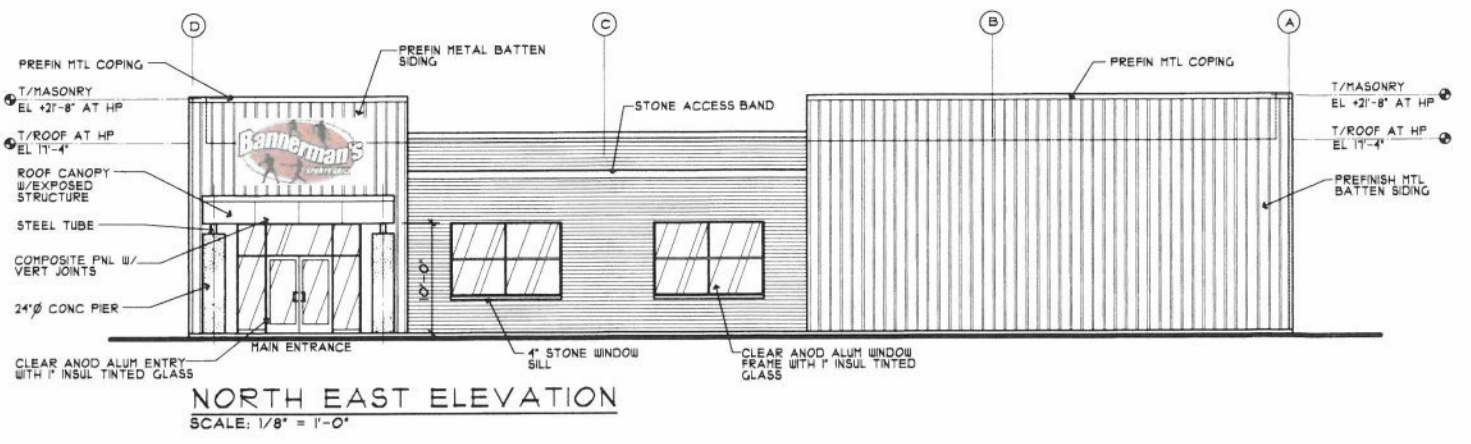 D
C
B
A
PREFIN METAL BATTEN
SIDING
PREFIN MTL COPING
PREFIN MTL COPING
T/MASONRY
EL +21'-8" AT HP
T/MASONRY
EL +21'-8" AT HP
STONE ACCESS BAND
T/ROOF AT HP
EL 17'-4"
T/ROOF AT HP
EL 17'-4"
Bannerman's
ROOF CANOPY
W/EXPOSED
STRUCTURE
PREFINISH MTL
BATTEN SIDING
STEEL TUBE
COMPOSITE PNL W/
VERT JOINTS
10'-0"
24"Ø CONC PIER
MAIN ENTRANCE
CLEAR ANOD ALUM ENTRY
WITH 1" INSUL TINTED GLASS
4" STONE WINDOW
SILL
CLEAR ANOD ALUM WINDOW
FRAME WITH 1" INSUL TINTED
GLASS
NORTH EAST ELEVATION
SCALE: 1/8" = 1'-0"